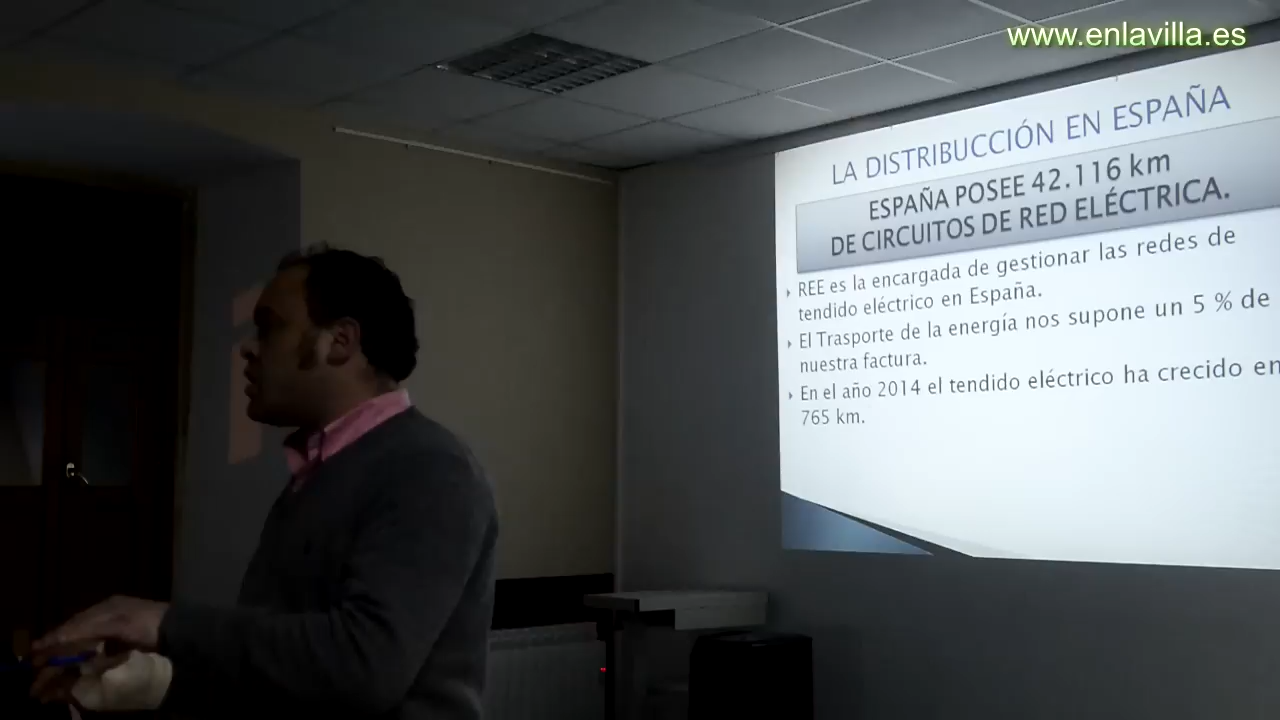 www.enlavilla.es
LA DISTRIBUCCIÓN EN ESPAÑA
ESPAÑA POSEE 42.116 km
DE CIRCUITOS DE RED ELÉCTRICA.
REE es la encargada de gestionar las redes de
tendido eléctrico en España.
El Trasporte de la energía nos supone un 5 % de
nuestra factura.
En el año 2014 el tendido eléctrico ha crecido en
765 km.